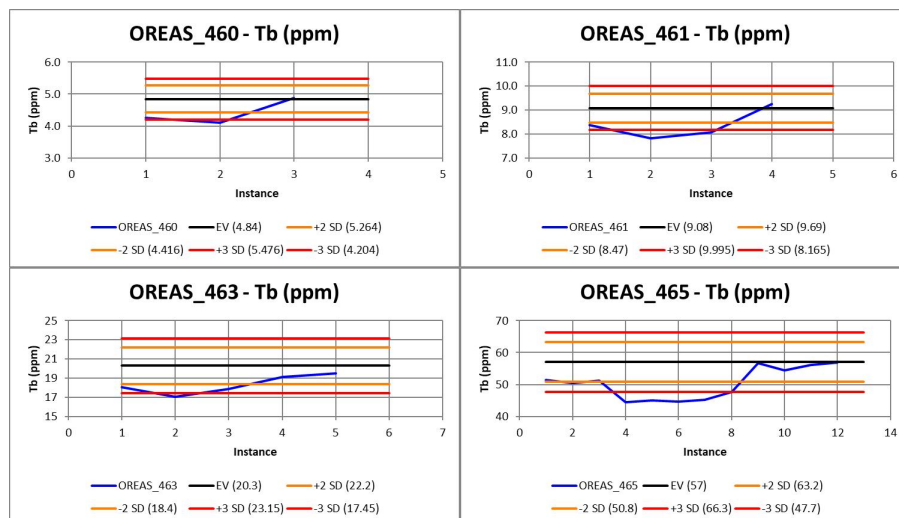 OREAS_460 - Tb (ppm)
6.0
5.0
4.0
3.0
Tb (ppm)
0 1 2 3 4 5
Instance
OREAS_460 EV (4.84) +2 SD (5.264)
-2 SD (4.416) +3 SD (5.476) -3 SD (4.204)
OREAS_461 - Tb (ppm)
10.0
9.0
8.0
7.0
Tb (ppm)
0 1 2 3 4 5 6
Instance
OREAS_461 EV (9.08) +2 SD (9.69)
-2 SD (8.47) +3 SD (9.995) -3 SD (8.165)
OREAS_463 - Tb (ppm)
25
23
21
19
17
15
Tb (ppm)
0 1 2 3 4 5 6 7
Instance
OREAS_463 EV (20.3) +2 SD (22.2)
-2 SD (18.4) +3 SD (23.15) -3 SD (17.45)
OREAS_465 - Tb (ppm)
70
60
50
40
Tb (ppm)
0 2 4 6 8 10 12 14
Instance
OREAS_465 EV (57) +2 SD (63.2)
-2 SD (50.8) +3 SD (66.3) -3 SD (47.7)